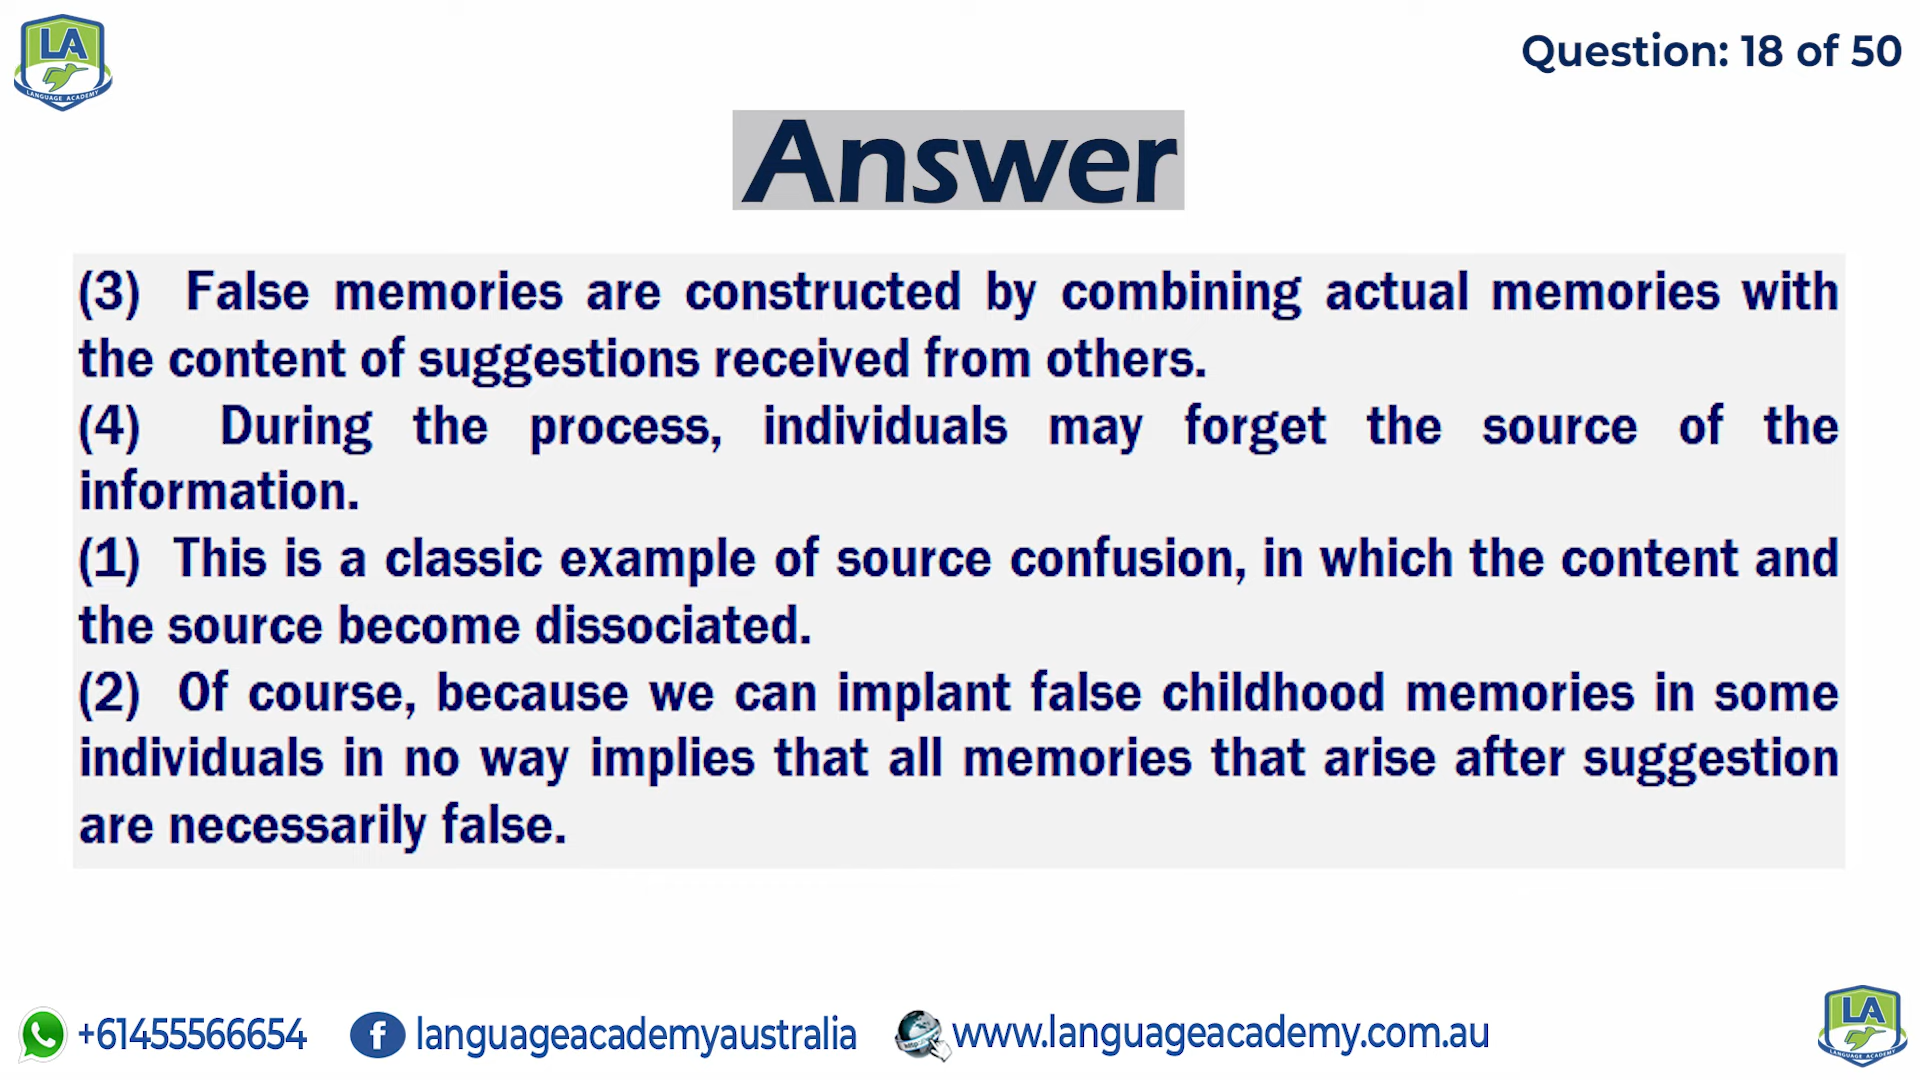 LA
LANGUAGE ACADEMY
Question: 18 of 50
Answer
(3) False memories are constructed by combining actual memories with
the content of suggestions received from others.
(4) During the process, individuals may forget the source of the
information.
(1) This is a classic example of source confusion, in which the content and
the source become dissociated.
(2) Of course, because we can implant false childhood memories in some
individuals in no way implies that all memories that arise after suggestion
are necessarily false.
+61455566654
f languageacademyaustralia
www.languageacademy.com.au
LA
LANGUAGE ACADEMY